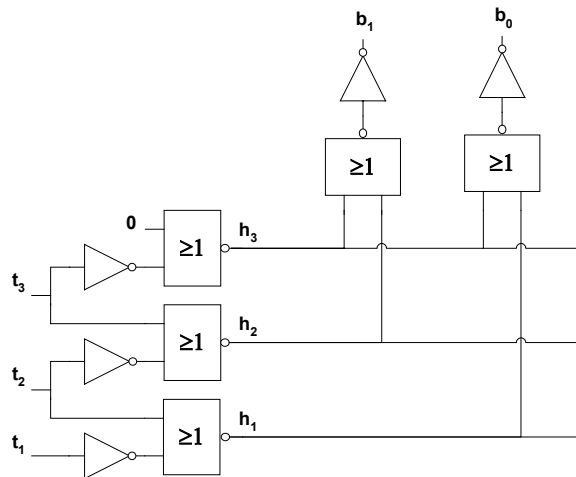 b₁ b₀
≥1 ≥1
0 ≥1 h₃
t₃
≥1 h₂
t₂
≥1 h₁
t₁